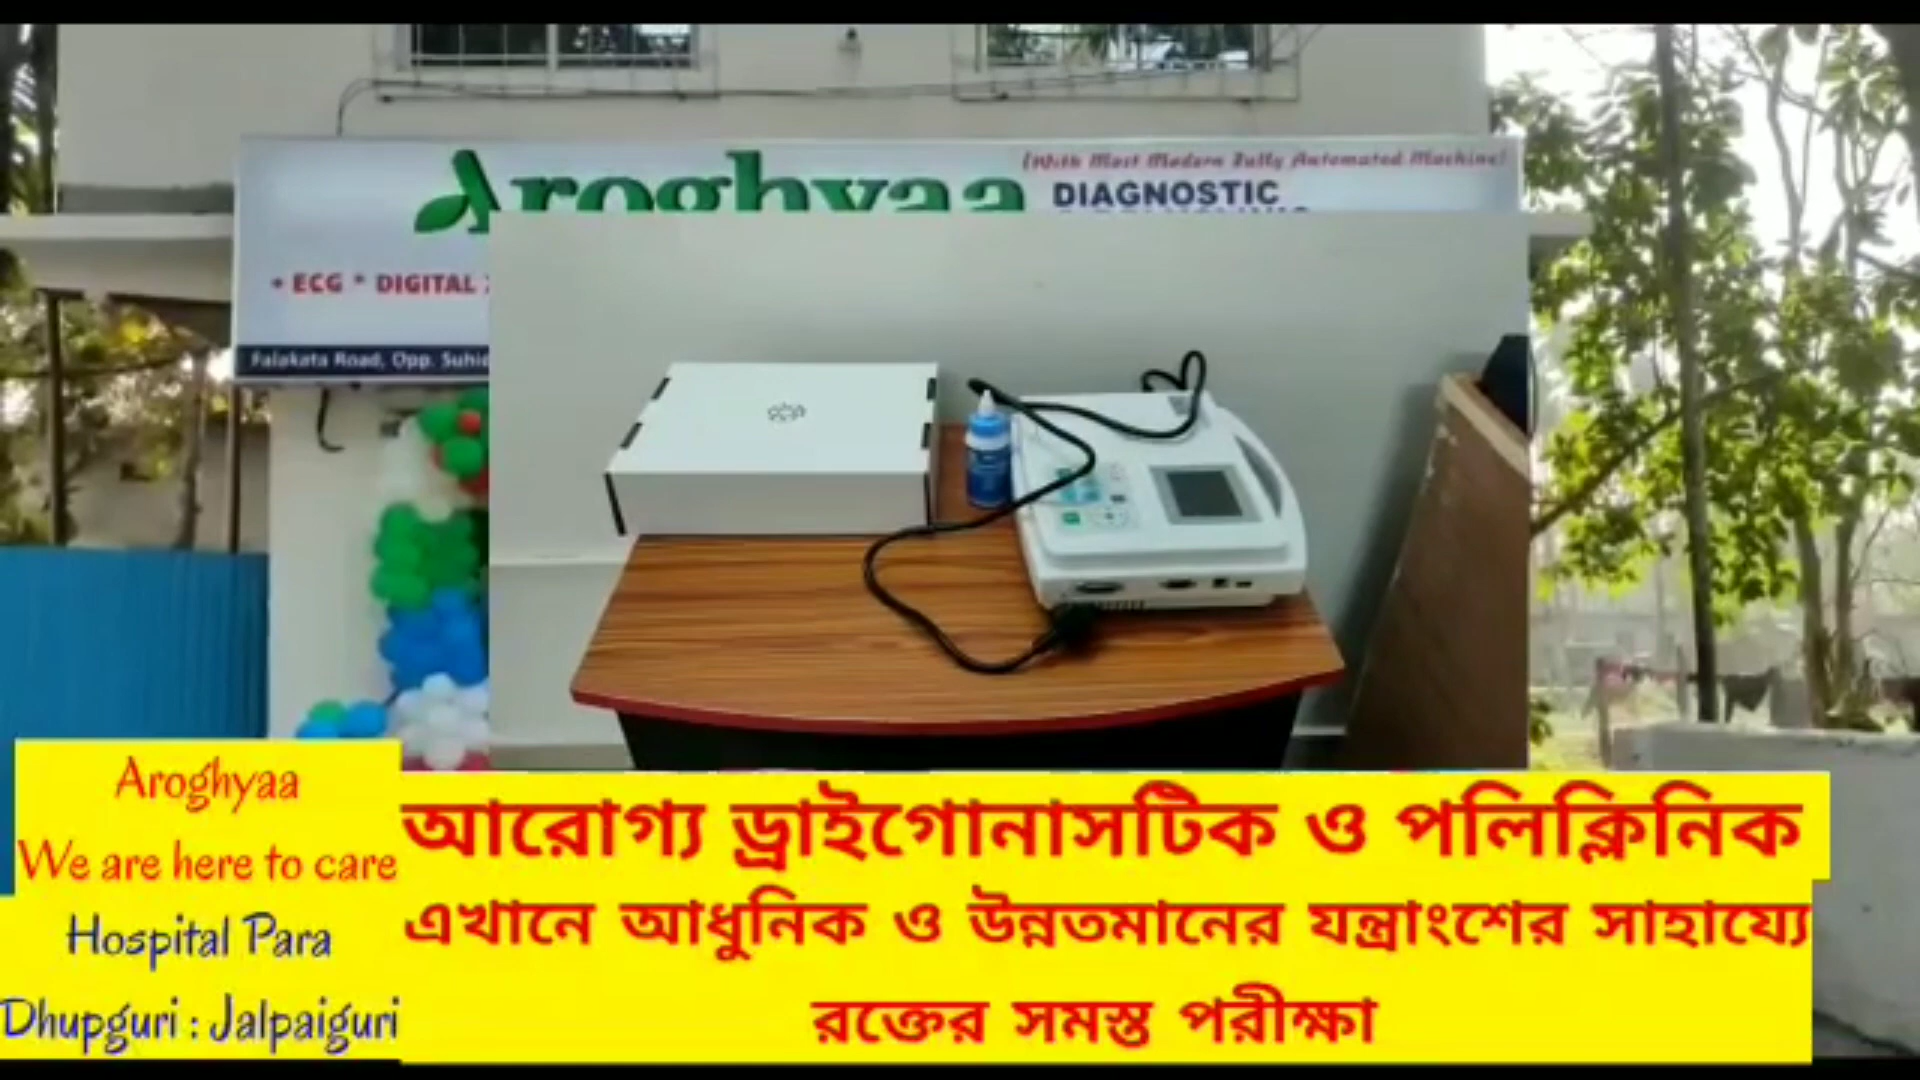 (With Most Modern Fully Automated Machine)
Aroghyaa DIAGNOSTIC
* ECG * DIGITAL
Falakata Road, Opp.
Aroghyaa
We are here to care
Hospital Para
Dhupguri : Jalpaiguri
আরোগ্য ড্রাইগোনাসটিক ও পলিক্লিনিক
এখানে আধুনিক ও উন্নতমানের যন্ত্রাংশের সাহায্যে
রক্তের সমস্ত পরীক্ষা